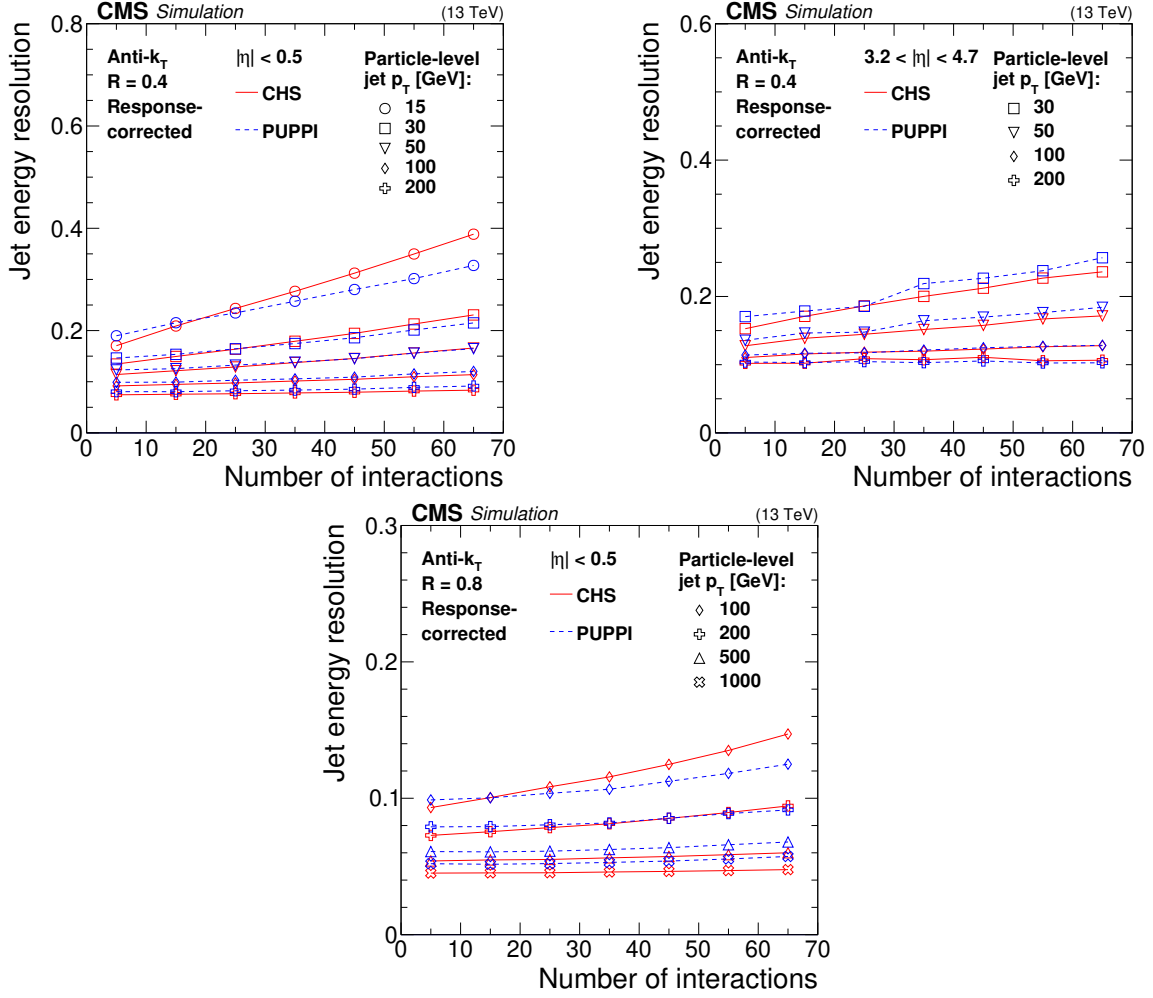 CMS Simulation (13 TeV)
Jet energy resolution
0.8
0.6
0.4
0.2
0
Anti-kT |η| < 0.5 Particle-level
R = 0.4 jet pT [GeV]:
Response-
corrected
CHS
PUPPI
15
30
50
100
200
0 10 20 30 40 50 60 70
Number of interactions
CMS Simulation (13 TeV)
Jet energy resolution
0.6
0.4
0.2
0
Anti-kT 3.2 < |η| < 4.7 Particle-level
R = 0.4 jet pT [GeV]:
Response-
corrected
CHS
PUPPI
30
50
100
200
0 10 20 30 40 50 60 70
Number of interactions
CMS Simulation (13 TeV)
Jet energy resolution
0.3
0.2
0.1
0
Anti-kT |η| < 0.5 Particle-level
R = 0.8 jet pT [GeV]:
Response-
corrected
CHS
PUPPI
100
200
500
1000
0 10 20 30 40 50 60 70
Number of interactions